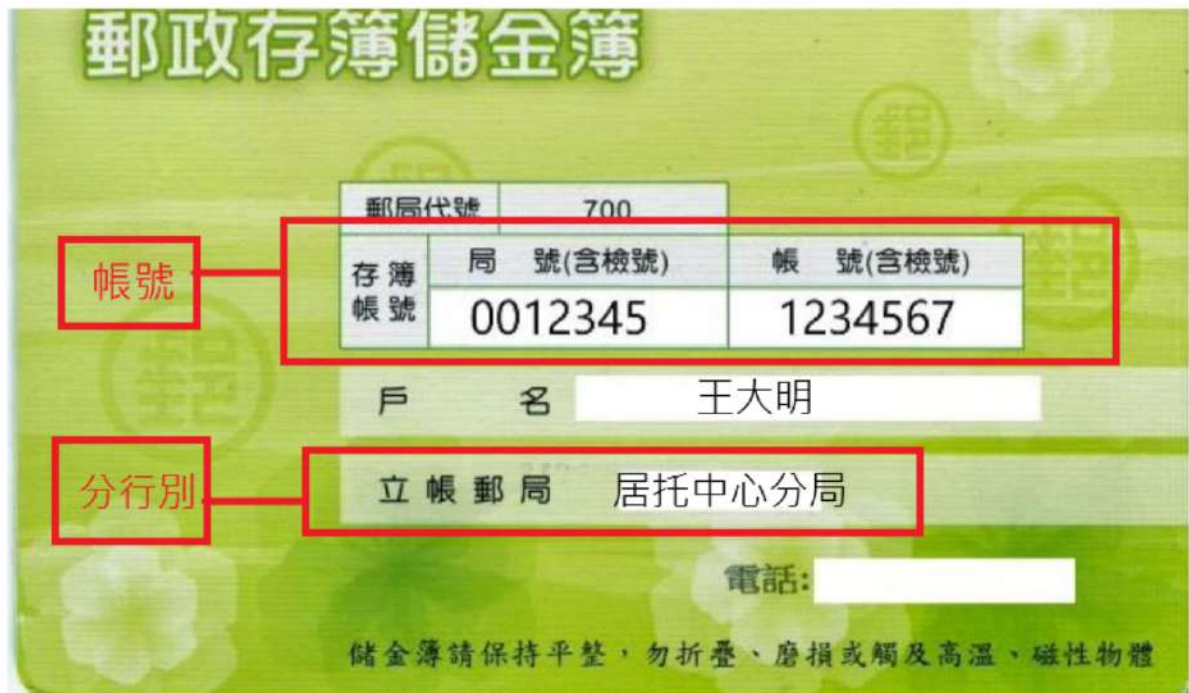 郵政存簿儲金簿
郵局代號 700
帳號
存簿帳號 局號(含檢號) 帳號(含檢號)
0012345 1234567
戶名 王大明
分行別
立帳郵局 居托中心分局
電話:
儲金簿請保持平整，勿折疊、磨損或觸及高溫、磁性物體